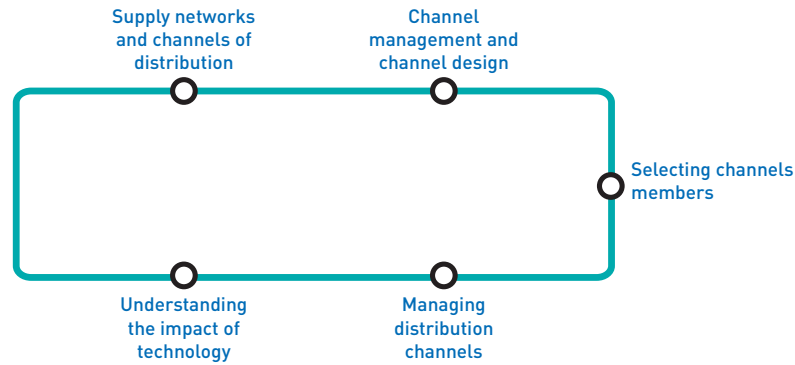 Supply networks
and channels of
distribution
Channel
management and
channel design
Selecting channels
members
Understanding
the impact of
technology
Managing
distribution
channels